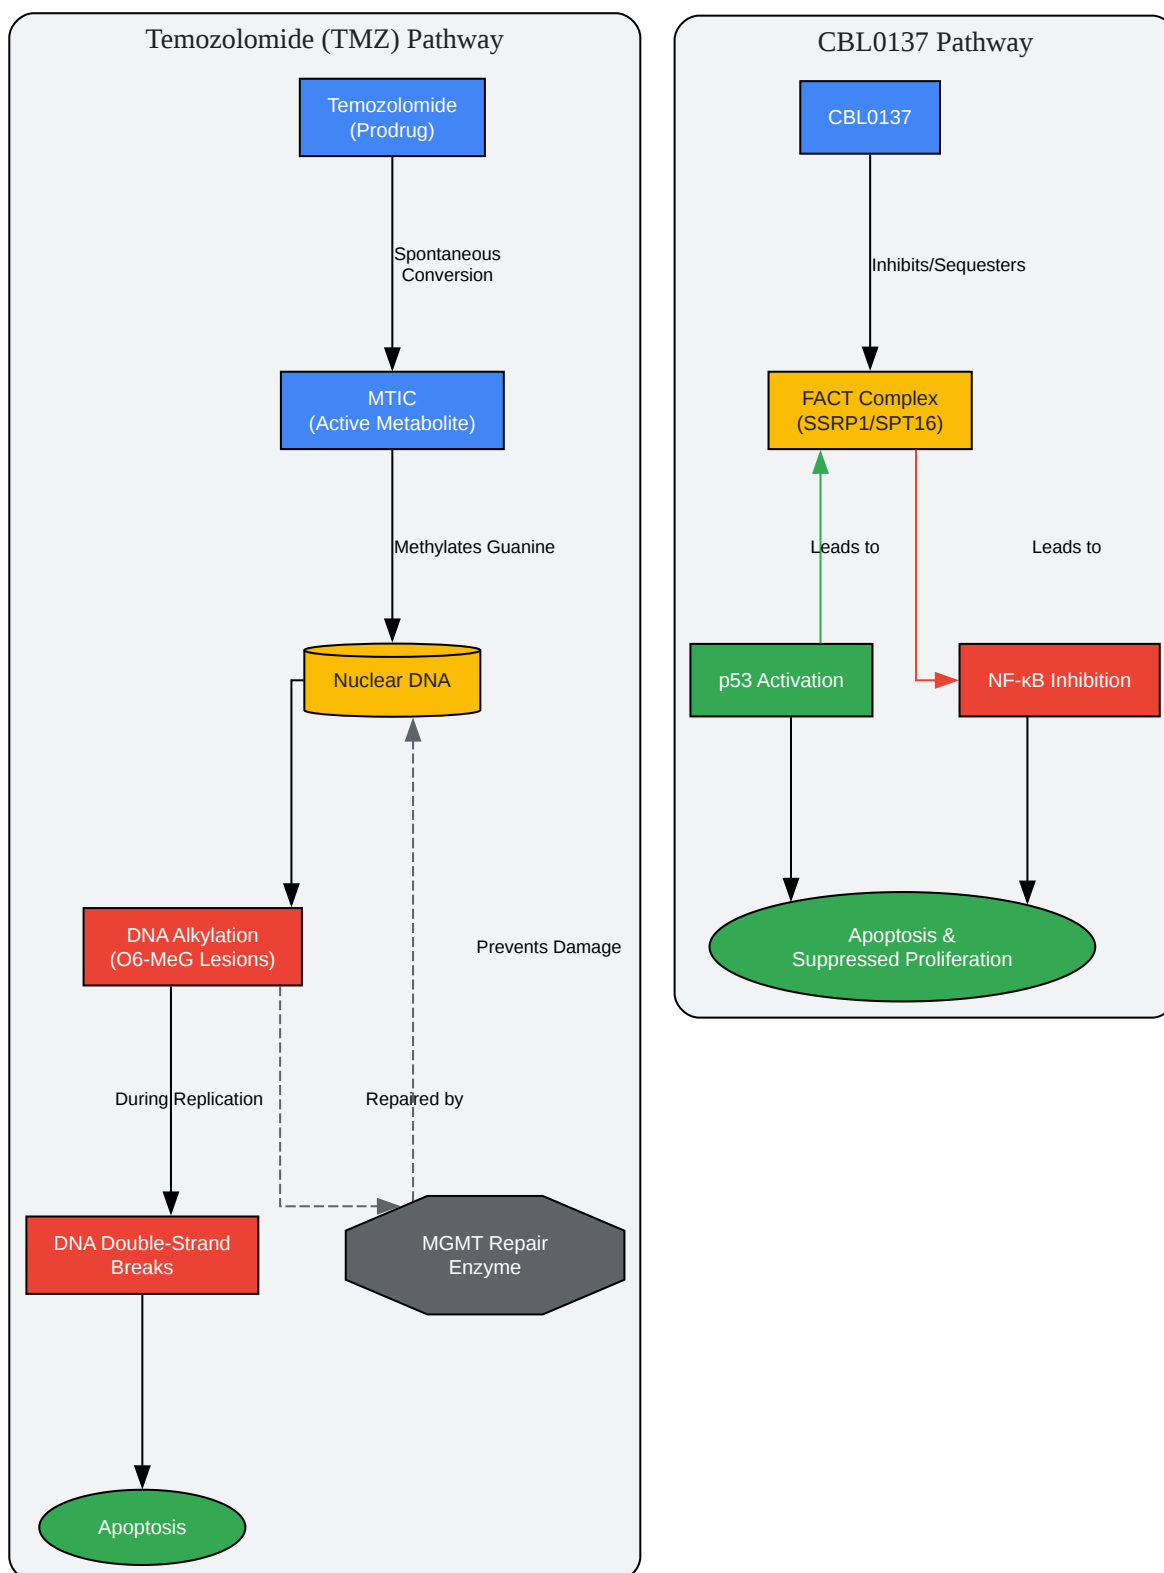 Temozolomide (TMZ) Pathway
Temozolomide
(Prodrug)
Spontaneous
Conversion
MTIC
(Active Metabolite)
Methylates Guanine
Nuclear DNA
DNA Alkylation
(O6-MeG Lesions)
Prevents Damage
During Replication
Repaired by
DNA Double-Strand
Breaks
MGMT Repair
Enzyme
Apoptosis
CBL0137 Pathway
CBL0137
Inhibits/Sequesters
FACT Complex
(SSRP1/SPT16)
Leads to
Leads to
p53 Activation
NF-κB Inhibition
Apoptosis &
Suppressed Proliferation